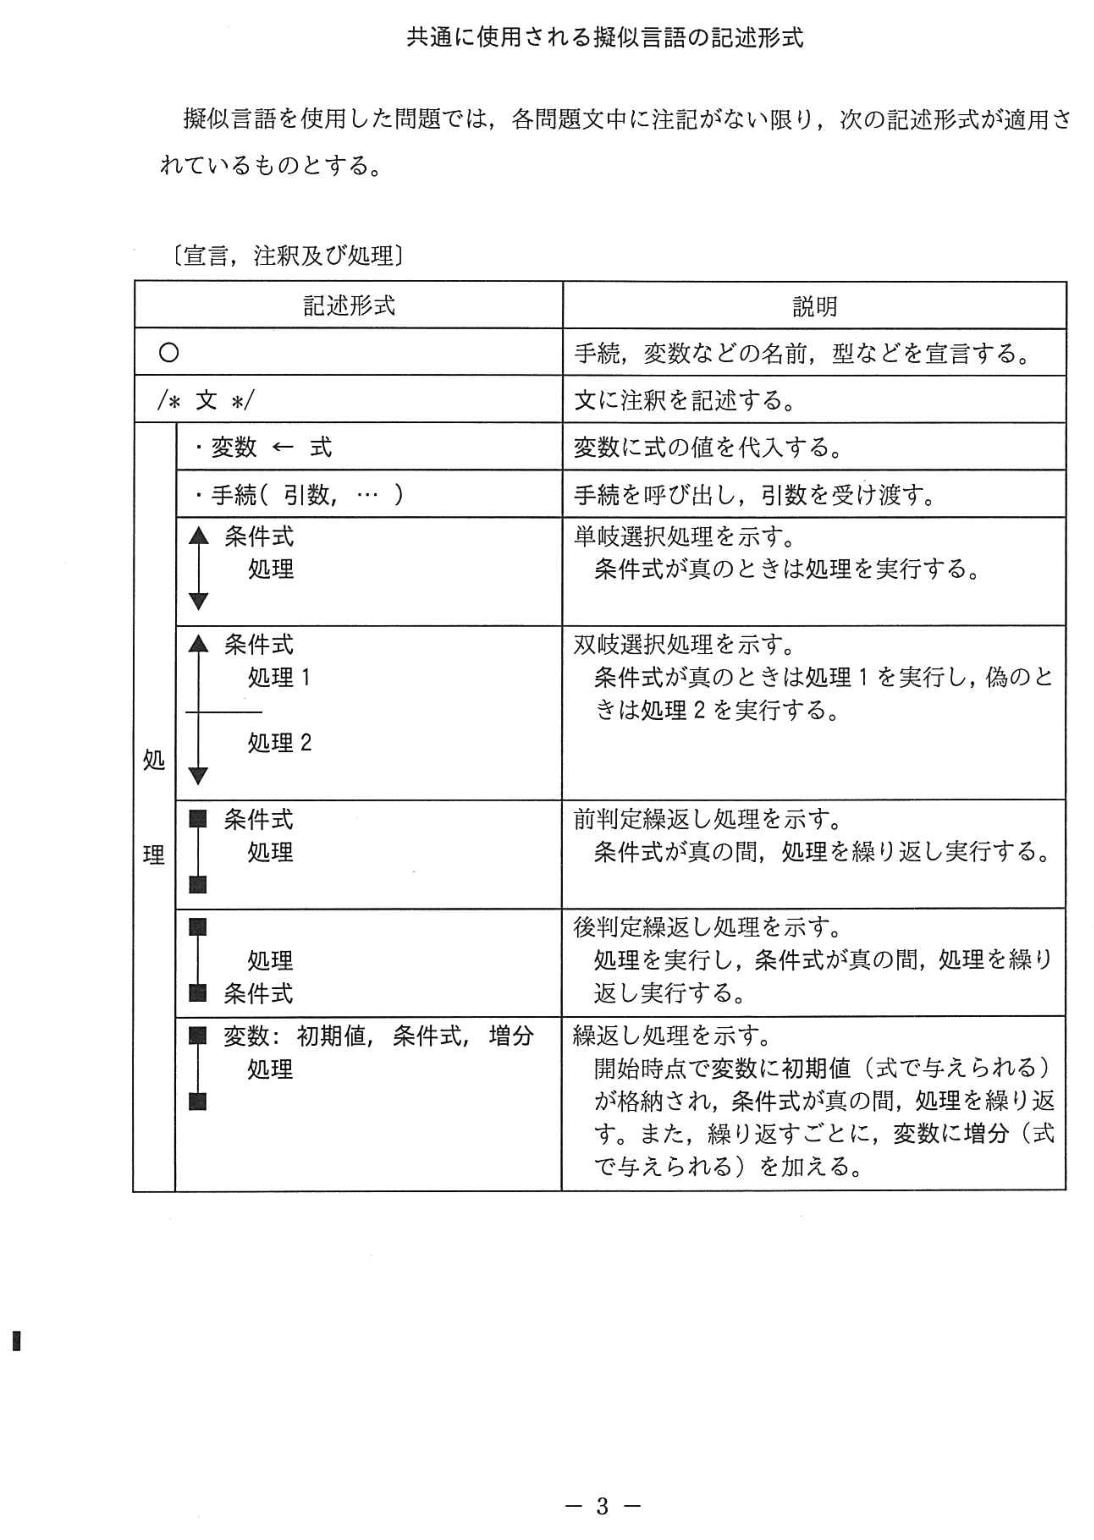 共通に使用される擬似言語の記述形式
擬似言語を使用した問題では，各問題文中に注記がない限り，次の記述形式が適用さ
れているものとする。
〔宣言，注釈及び処理〕
記述形式 説明
○ 手続，変数などの名前，型などを宣言する。
/* 文 */ 文に注釈を記述する。
処理
・変数 ← 式 変数に式の値を代入する。
・手続( 引数, … ) 手続を呼び出し，引数を受け渡す。
▲ 条件式 単岐選択処理を示す。
処理 条件式が真のときは処理を実行する。
▼
▲ 条件式 双岐選択処理を示す。
処理1 条件式が真のときは処理1を実行し，偽のと
きは処理2を実行する。
処理2
▼
■ 条件式 前判定繰返し処理を示す。
処理 条件式が真の間，処理を繰り返し実行する。
■
■ 後判定繰返し処理を示す。
処理 処理を実行し，条件式が真の間，処理を繰り
■ 条件式 返し実行する。
■ 変数: 初期値, 条件式, 増分 繰返し処理を示す。
処理 開始時点で変数に初期値（式で与えられる）
■ が格納され，条件式が真の間，処理を繰り返
す。また，繰り返すごとに，変数に増分（式
で与えられる）を加える。
― 3 ―